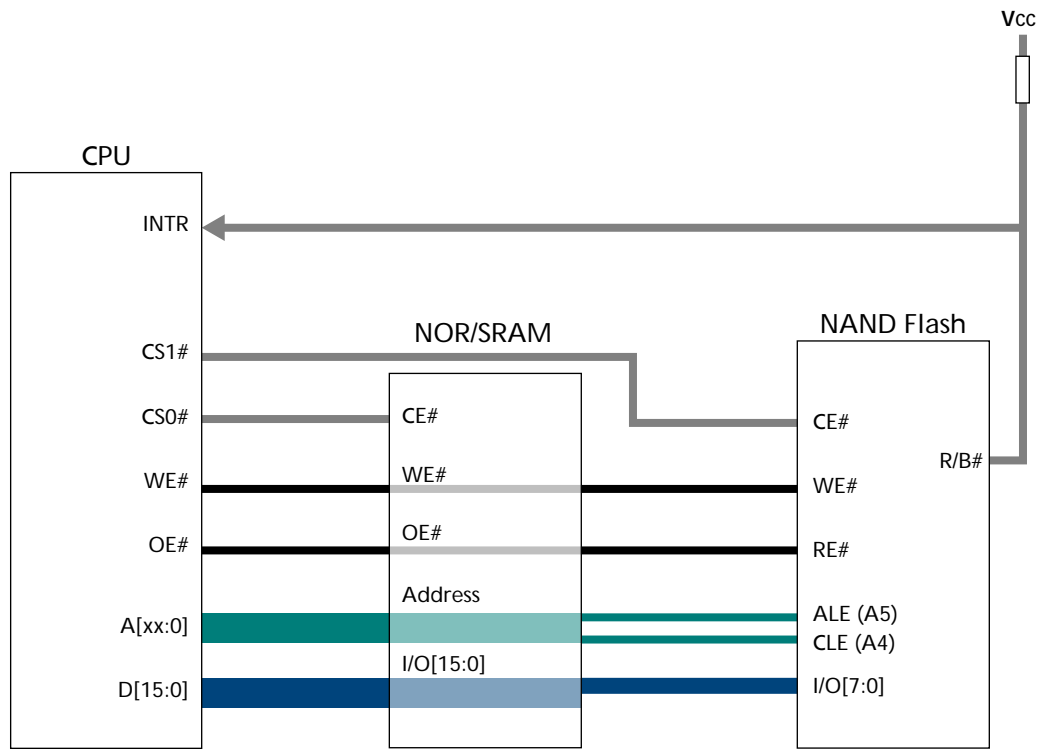 Vcc
CPU
INTR
NOR/SRAM
NAND Flash
CS1#
CS0#
CE#
CE#
R/B#
WE#
WE#
WE#
OE#
OE#
RE#
Address
A[xx:0]
ALE (A5)
CLE (A4)
I/O[15:0]
D[15:0]
I/O[7:0]